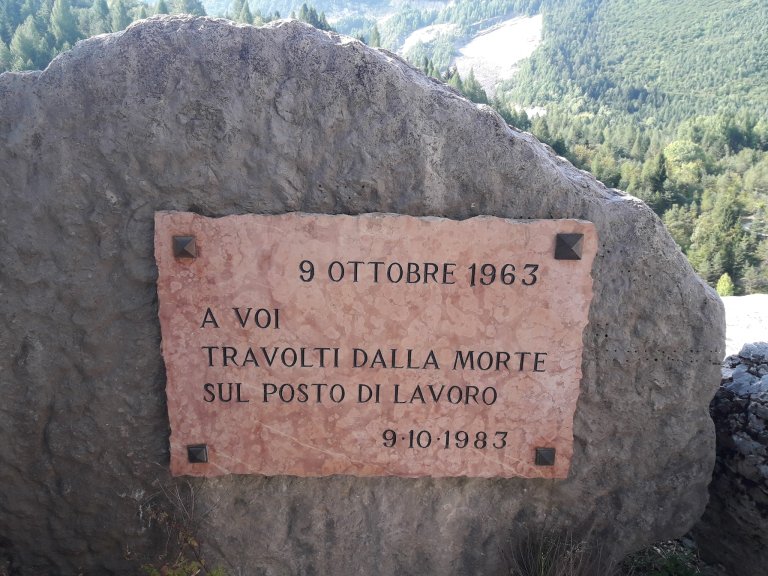 9 OTTOBRE 1963
A VOI
TRAVOLTI DALLA MORTE
SUL POSTO DI LAVORO
9·10·1983